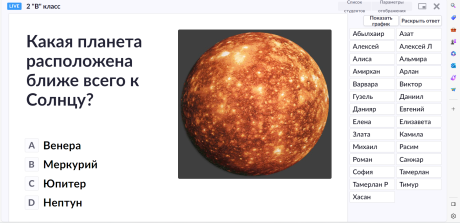 LIVE 2 "В" класс
Список студентов
Параметры отображения
Какая планета
расположена
ближе всего к
Солнцу?
A Венера
B Меркурий
C Юпитер
D Нептун
Показать график
Раскрыть ответ
Абылхаир Азат
Алексей Алексей Л
Алиса Альмира
Амирхан Арлан
Варвара Виктор
Гузель Даниил
Данияр Евгений
Елена Елизавета
Злата Камила
Михаил Расим
Роман Санжар
София Тамерлан
Тамерлан Р Тимур
Хасан